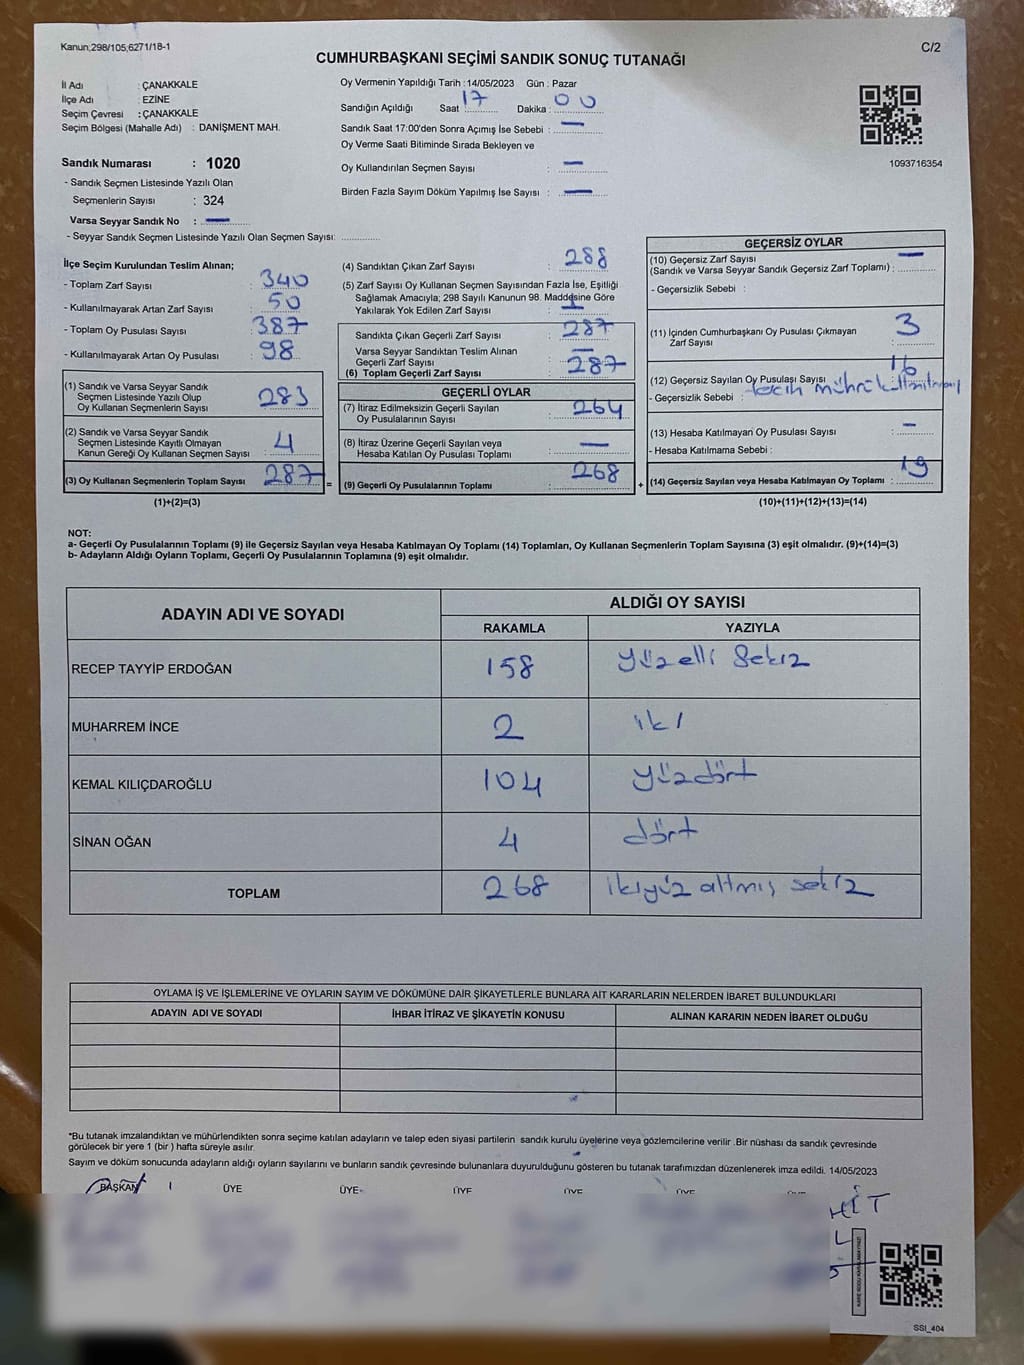 Kanun;298/105;6271/18-1
C/2
CUMHURBAŞKANI SEÇİMİ SANDIK SONUÇ TUTANAĞI
İl Adı : ÇANAKKALE
İlçe Adı : EZINE
Seçim Çevresi : ÇANAKKALE
Seçim Bölgesi (Mahalle Adı) : DANIŞMENT MAH.
Sandık Numarası : 1020
- Sandık Seçmen Listesinde Yazılı Olan
Seçmenlerin Sayısı : 324
Varsa Seyyar Sandık No : —
- Seyyar Sandık Seçmen Listesinde Yazılı Olan Seçmen Sayısı: ..............
Oy Vermenin Yapıldığı Tarih :14/05/2023 Gün : Pazar
Sandığın Açıldığı Saat 17 Dakika : 00
Sandık Saat 17:00'den Sonra Açımış İse Sebebi : —
Oy Verme Saati Bitiminde Sırada Bekleyen ve
Oy Kullandırılan Seçmen Sayısı : —
Birden Fazla Sayım Döküm Yapılmış İse Sayısı : —
1093716354
İlçe Seçim Kurulundan Teslim Alınan;
- Toplam Zarf Sayısı : 340
- Kullanılmayarak Artan Zarf Sayısı : 50
- Toplam Oy Pusulası Sayısı : 387
- Kullanılmayarak Artan Oy Pusulası : 98
(1) Sandık ve Varsa Seyyar Sandık
Seçmen Listesinde Yazılı Olup
Oy Kullanan Seçmenlerin Sayısı : 283
(2) Sandık ve Varsa Seyyar Sandık
Seçmen Listesinde Kayıtlı Olmayan
Kanun Gereği Oy Kullanan Seçmen Sayısı : 4
(3) Oy Kullanan Seçmenlerin Toplam Sayısı : 287 =
(1)+(2)=(3)
(4) Sandıktan Çıkan Zarf Sayısı : 288
(5) Zarf Sayısı Oy Kullanan Seçmen Sayısından Fazla İse, Eşitliği
Sağlamak Amacıyla; 298 Sayılı Kanunun 98. Maddesine Göre
Yakılarak Yok Edilen Zarf Sayısı : 1
Sandıkta Çıkan Geçerli Zarf Sayısı : 287
Varsa Seyyar Sandıktan Teslim Alınan
Geçerli Zarf Sayısı : —
(6) Toplam Geçerli Zarf Sayısı : 287
GEÇERLİ OYLAR
(7) İtiraz Edilmeksizin Geçerli Sayılan
Oy Pusulalarının Sayısı : 264
(8) İtiraz Üzerine Geçerli Sayılan veya
Hesaba Katılan Oy Pusulası Toplamı : —
(9) Geçerli Oy Pusulalarının Toplamı : 268 +
GEÇERSİZ OYLAR
(10) Geçersiz Zarf Sayısı
(Sandık ve Varsa Seyyar Sandık Geçersiz Zarf Toplamı) : —
- Geçersizlik Sebebi :
(11) İçinden Cumhurbaşkanı Oy Pusulası Çıkmayan
Zarf Sayısı : 3
(12) Geçersiz Sayılan Oy Pusulası Sayısı : 16
- Geçersizlik Sebebi : tercih mührü
(13) Hesaba Katılmayan Oy Pusulası Sayısı : —
- Hesaba Katılmama Sebebi :
(14) Geçersiz Sayılan veya Hesaba Katılmayan Oy Toplamı : 19
(10)+(11)+(12)+(13)=(14)
NOT:
a- Geçerli Oy Pusulalarının Toplamı (9) ile Geçersiz Sayılan veya Hesaba Katılmayan Oy Toplamı (14) Toplamları, Oy Kullanan Seçmenlerin Toplam Sayısına (3) eşit olmalıdır. (9)+(14)=(3)
b- Adayların Aldığı Oyların Toplamı, Geçerli Oy Pusulalarının Toplamına (9) eşit olmalıdır.
ADAYIN ADI VE SOYADI
ALDIĞI OY SAYISI
RAKAMLA YAZIYLA
RECEP TAYYİP ERDOĞAN 158 Yüz elli Sekiz
MUHARREM İNCE 2 iki
KEMAL KILIÇDAROĞLU 104 yüzdört
SİNAN OĞAN 4 dört
TOPLAM 268 ikiyüz altmış sekiz
OYLAMA İŞ VE İŞLEMLERİNE VE OYLARIN SAYIM VE DÖKÜMÜNE DAİR ŞİKAYETLERLE BUNLARA AİT KARARLARIN NELERDEN İBARET BULUNDUKLARI
ADAYIN ADI VE SOYADI İHBAR İTİRAZ VE ŞİKAYETİN KONUSU ALINAN KARARIN NEDEN İBARET OLDUĞU
*Bu tutanak imzalandıktan ve mühürlendikten sonra seçime katılan adayların ve talep eden siyasi partilerin sandık kurulu üyelerine veya gözlemcilerine verilir .Bir nüshası da sandık çevresinde
görülecek bir yere 1 (bir ) hafta süreyle asılır.
Sayım ve döküm sonucunda adayların aldığı oyların sayılarını ve bunların sandık çevresinde bulunanlara duyurulduğunu gösteren bu tutanak tarafımızdan düzenlenerek imza edildi. 14/05/2023
BAŞKAN ÜYE ÜYE ÜYE ÜYE ÜYE
SSI_404